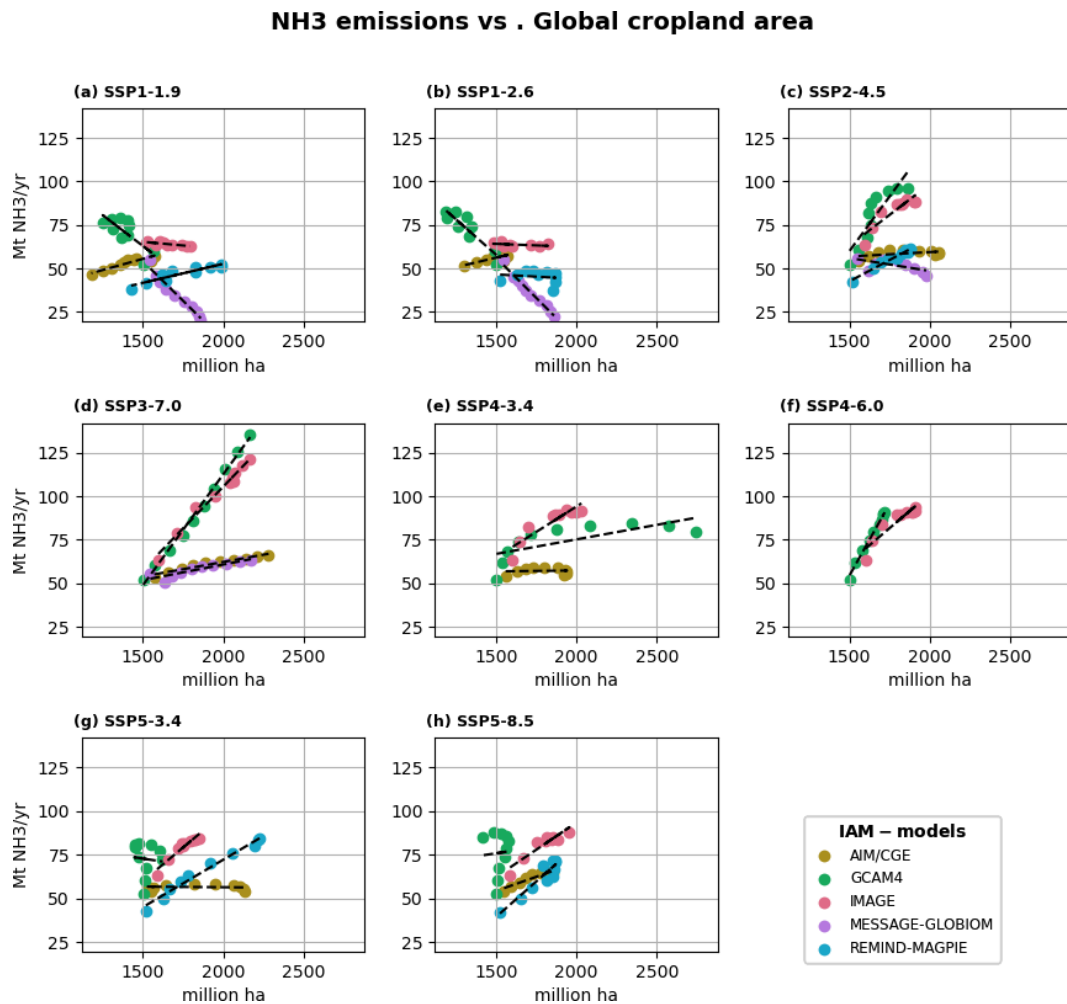 NH3 emissions vs . Global cropland area
(a) SSP1-1.9
(b) SSP1-2.6
(c) SSP2-4.5
Mt NH3/yr
125
100
75
50
25
125
100
75
50
25
125
100
75
50
25
1500 2000 2500
1500 2000 2500
1500 2000 2500
million ha
million ha
million ha
(d) SSP3-7.0
(e) SSP4-3.4
(f) SSP4-6.0
Mt NH3/yr
125
100
75
50
25
125
100
75
50
25
125
100
75
50
25
1500 2000 2500
1500 2000 2500
1500 2000 2500
million ha
million ha
million ha
(g) SSP5-3.4
(h) SSP5-8.5
Mt NH3/yr
125
100
75
50
25
125
100
75
50
25
1500 2000 2500
1500 2000 2500
million ha
million ha
IAM − models
AIM/CGE
GCAM4
IMAGE
MESSAGE-GLOBIOM
REMIND-MAGPIE